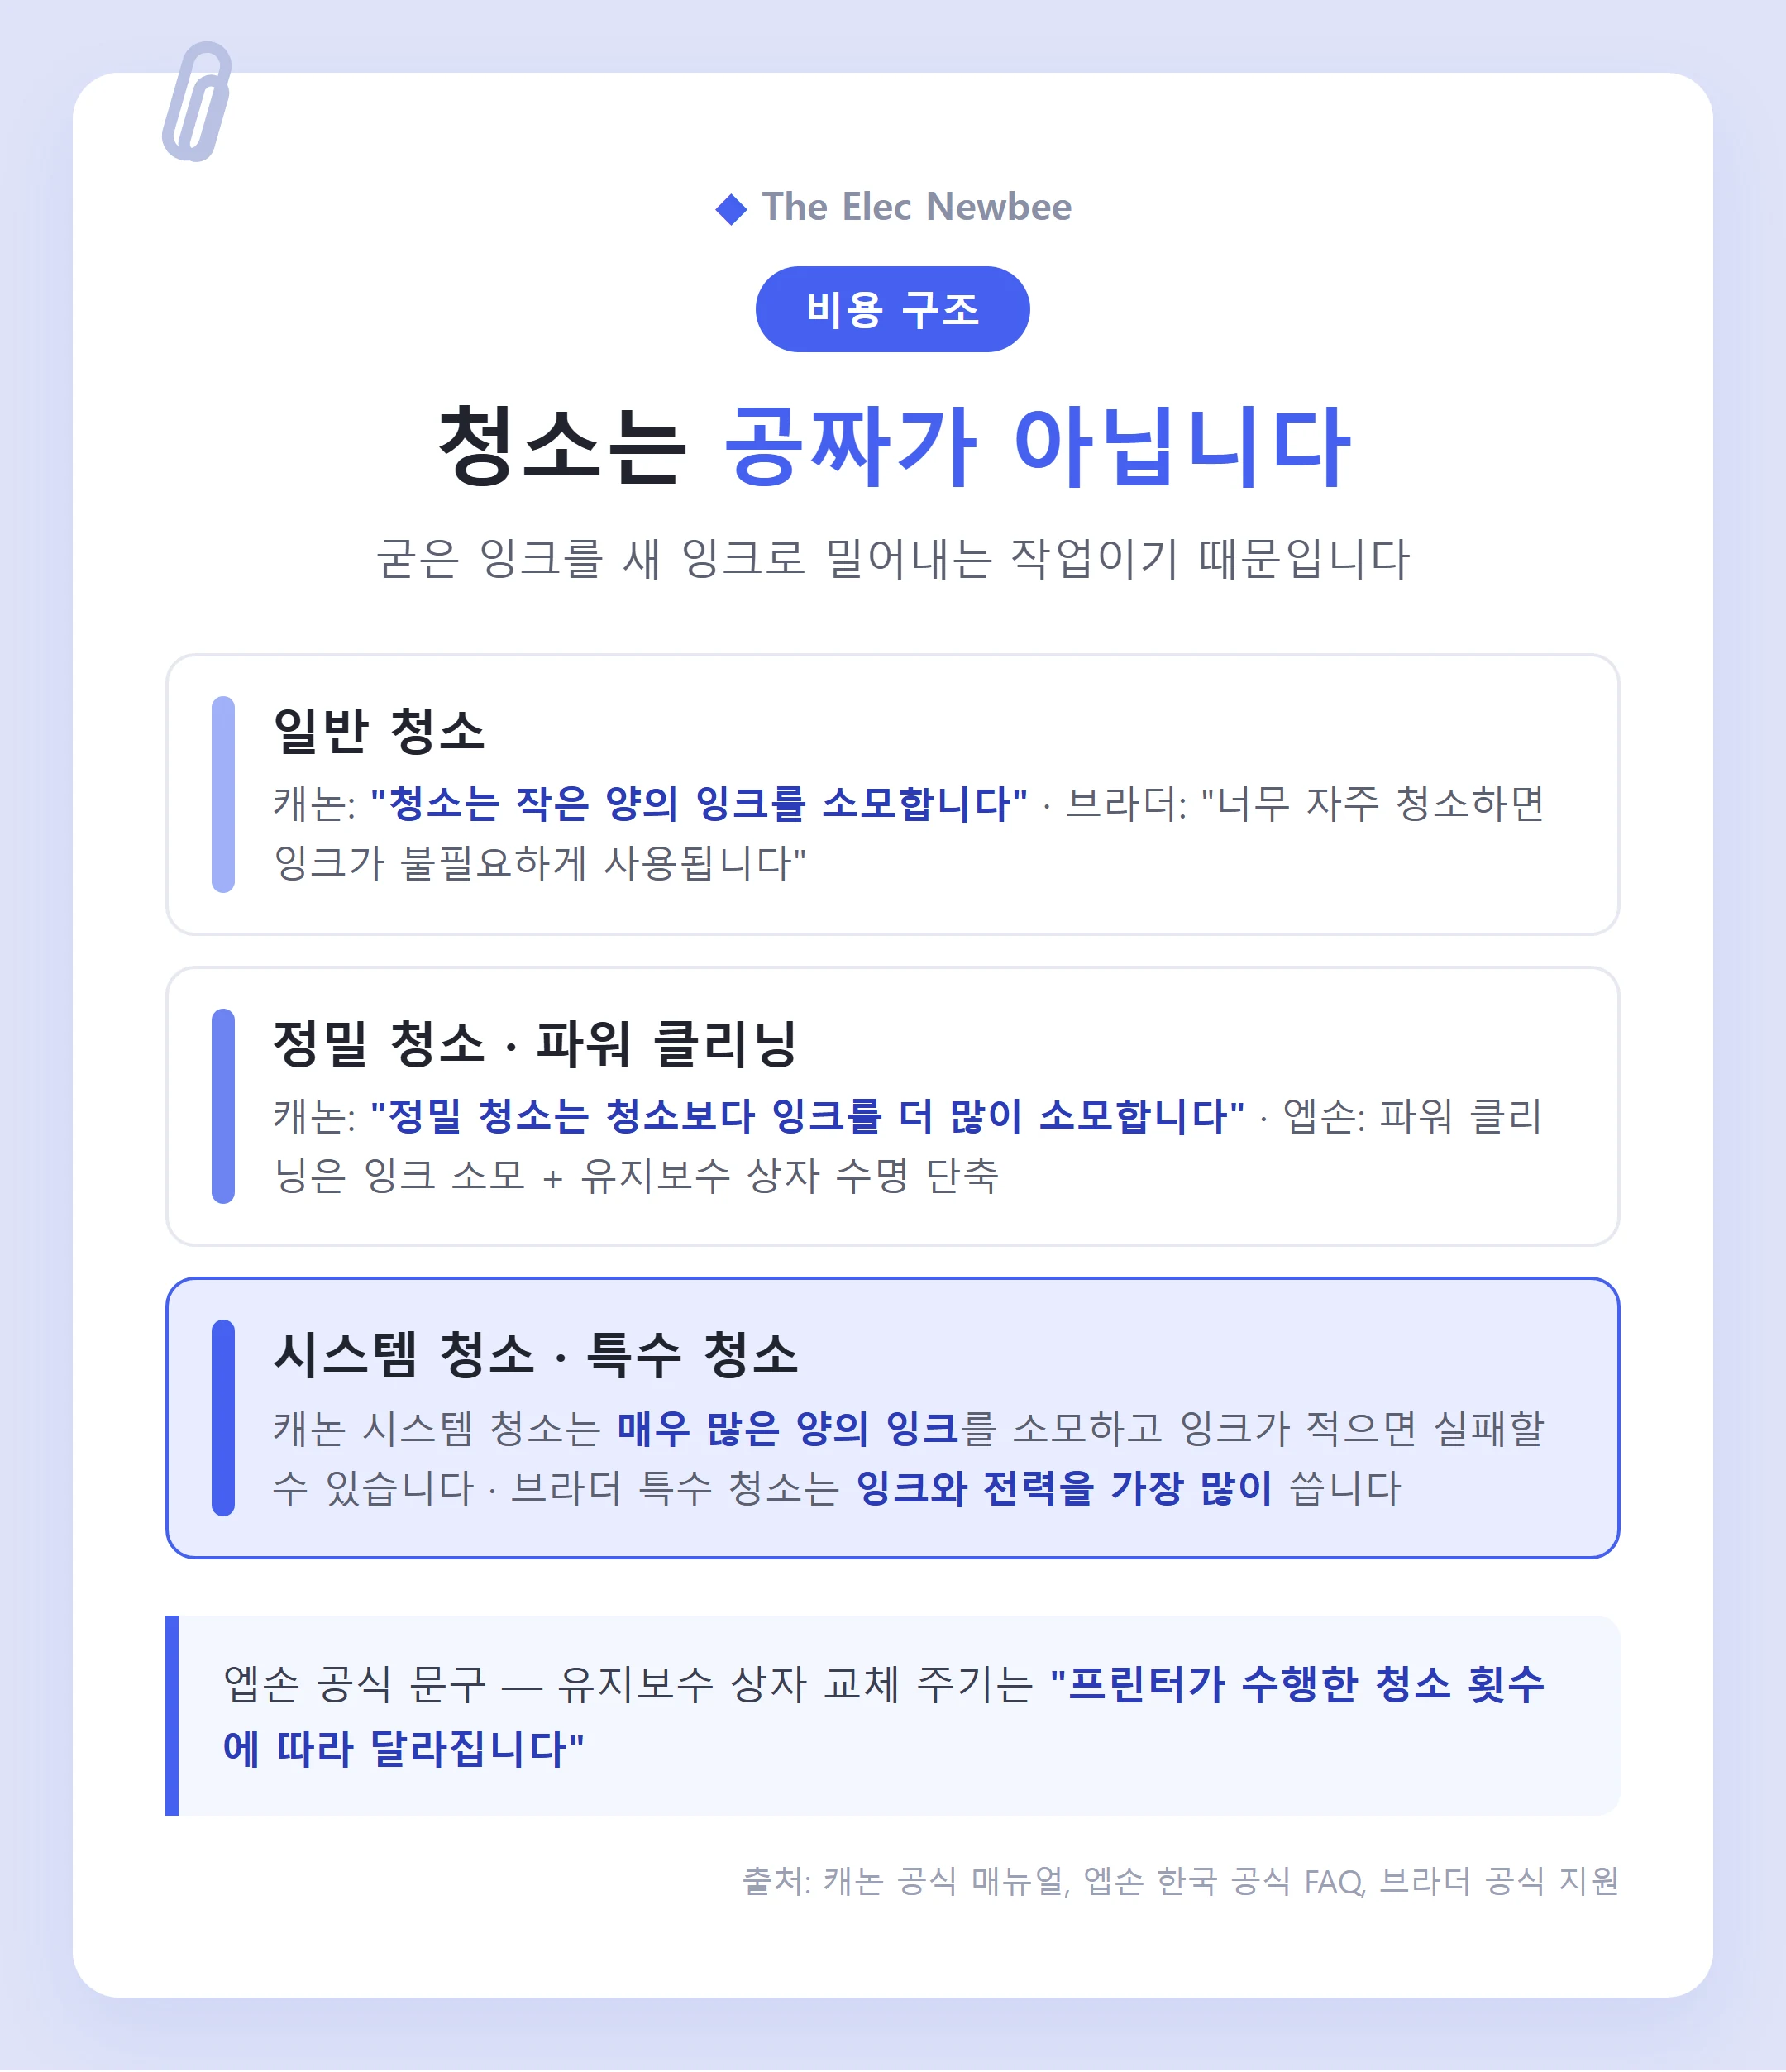 ◆ The Elec Newbee
비용 구조
청소는 공짜가 아닙니다
굳은 잉크를 새 잉크로 밀어내는 작업이기 때문입니다
일반 청소
캐논: "청소는 작은 양의 잉크를 소모합니다" · 브라더: "너무 자주 청소하면
잉크가 불필요하게 사용됩니다"
정밀 청소 · 파워 클리닝
캐논: "정밀 청소는 청소보다 잉크를 더 많이 소모합니다" · 엡손: 파워 클리
닝은 잉크 소모 + 유지보수 상자 수명 단축
시스템 청소 · 특수 청소
캐논 시스템 청소는 매우 많은 양의 잉크를 소모하고 잉크가 적으면 실패할
수 있습니다 · 브라더 특수 청소는 잉크와 전력을 가장 많이 씁니다
엡손 공식 문구 — 유지보수 상자 교체 주기는 "프린터가 수행한 청소 횟수
에 따라 달라집니다"
출처: 캐논 공식 매뉴얼, 엡손 한국 공식 FAQ, 브라더 공식 지원